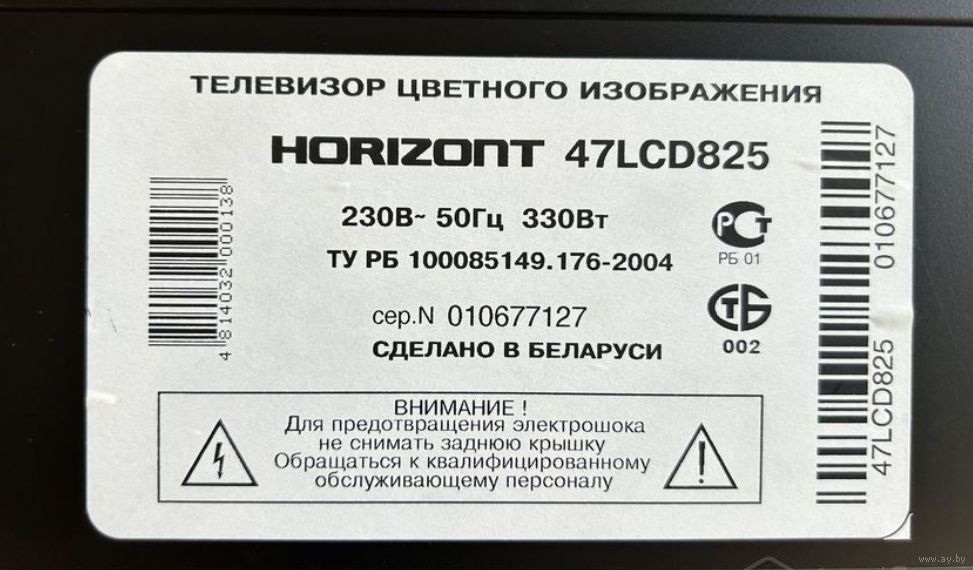 ТЕЛЕВИЗОР ЦВЕТНОГО ИЗОБРАЖЕНИЯ
HORIZONT 47LCD825
230В~ 50Гц 330Вт
ТУ РБ 100085149.176-2004
РСТ
РБ 01
сер.N 010677127
СДЕЛАНО В БЕЛАРУСИ
СТБ
002
4 814032 000138
47LCD825 010677127
ВНИМАНИЕ !
Для предотвращения электрошока
не снимать заднюю крышку
Обращаться к квалифицированному
обслуживающему персоналу
www.ay.by